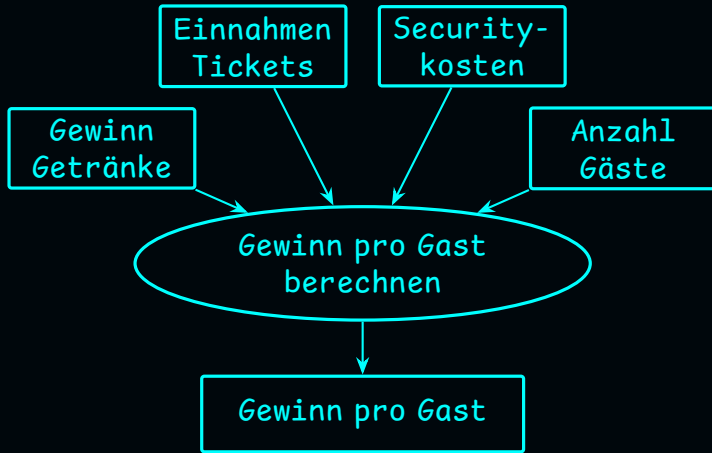 Einnahmen
Tickets
Security-
kosten
Gewinn
Getränke
Anzahl
Gäste
Gewinn pro Gast
berechnen
Gewinn pro Gast